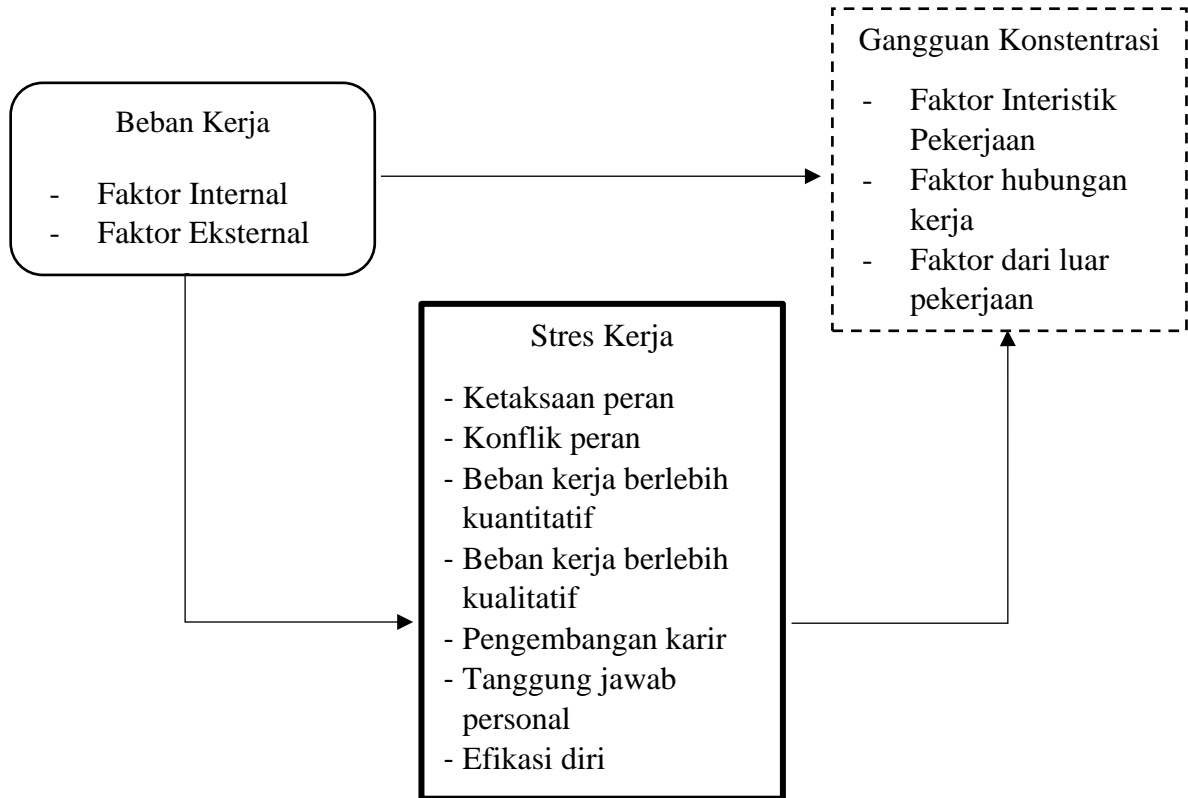 Beban Kerja
- Faktor Internal
- Faktor Eksternal
Gangguan Konstentrasi
- Faktor Interistik
Pekerjaan
- Faktor hubungan
kerja
- Faktor dari luar
pekerjaan
Stres Kerja
- Ketaksaan peran
- Konflik peran
- Beban kerja berlebih
kuantitatif
- Beban kerja berlebih
kualitatif
- Pengembangan karir
- Tanggung jawab
personal
- Efikasi diri